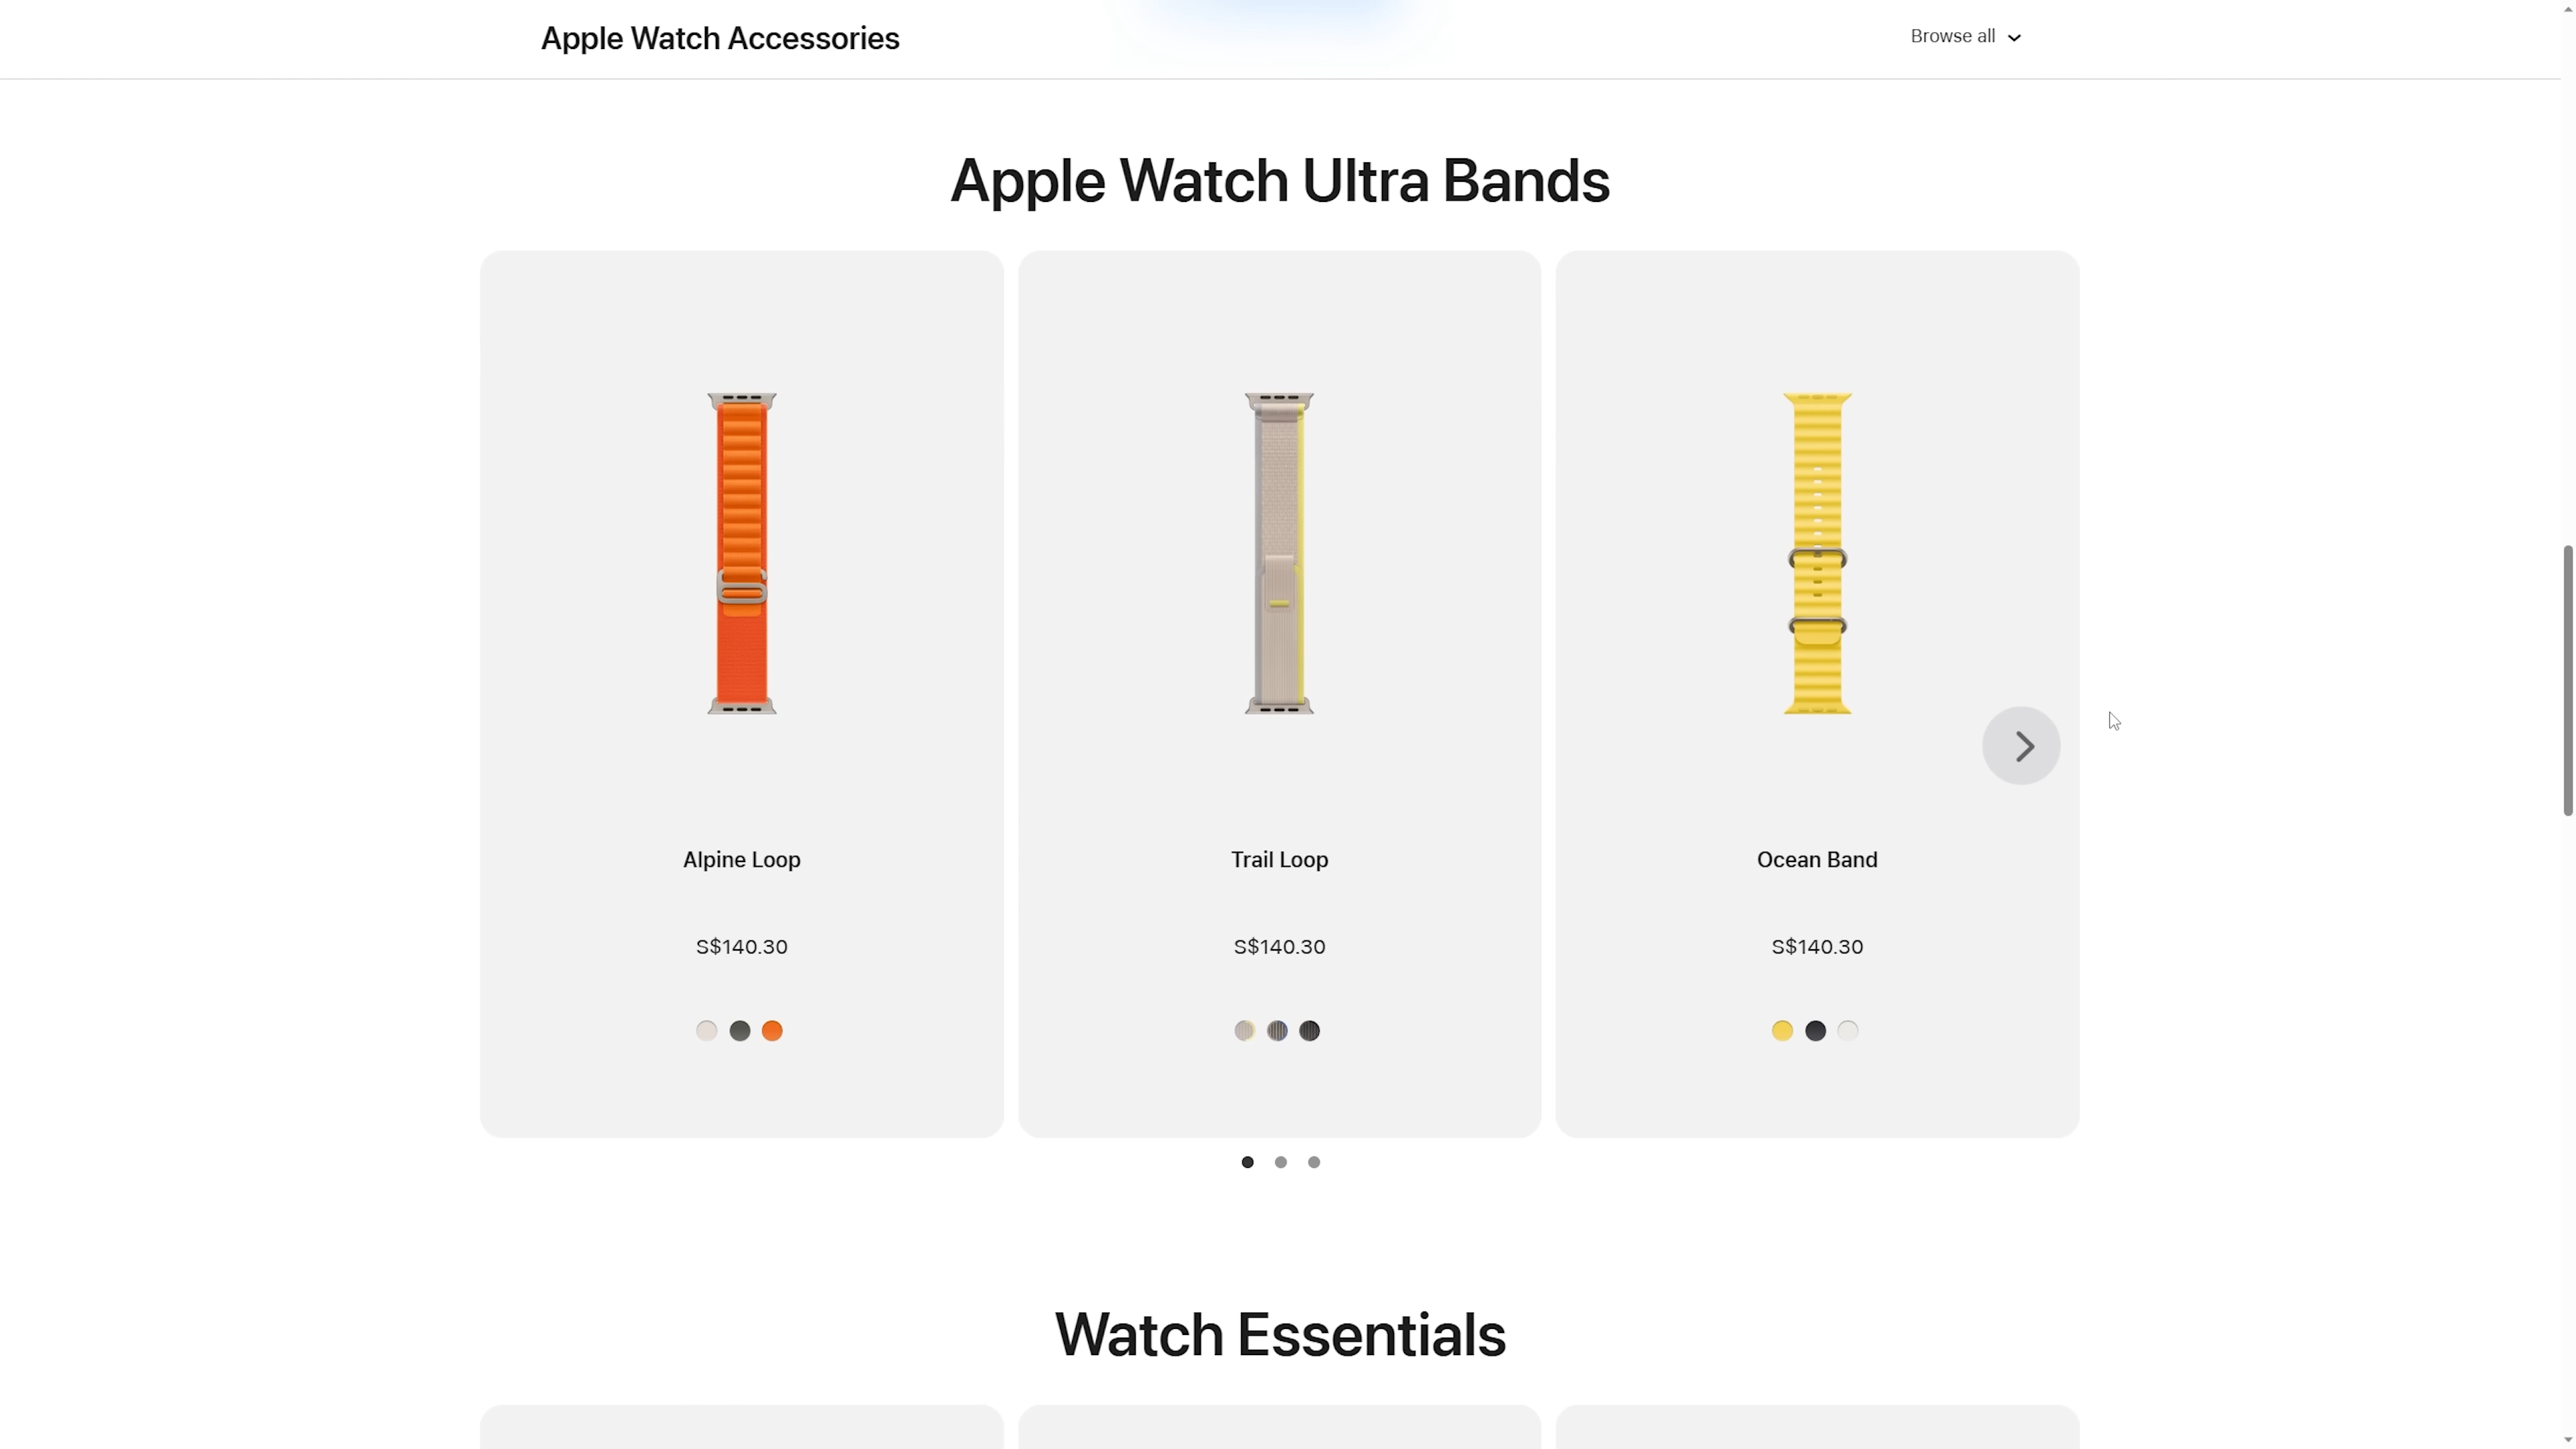 Apple Watch Accessories
Browse all
Apple Watch Ultra Bands
Alpine Loop
Trail Loop
Ocean Band
S$140.30
S$140.30
S$140.30
Watch Essentials